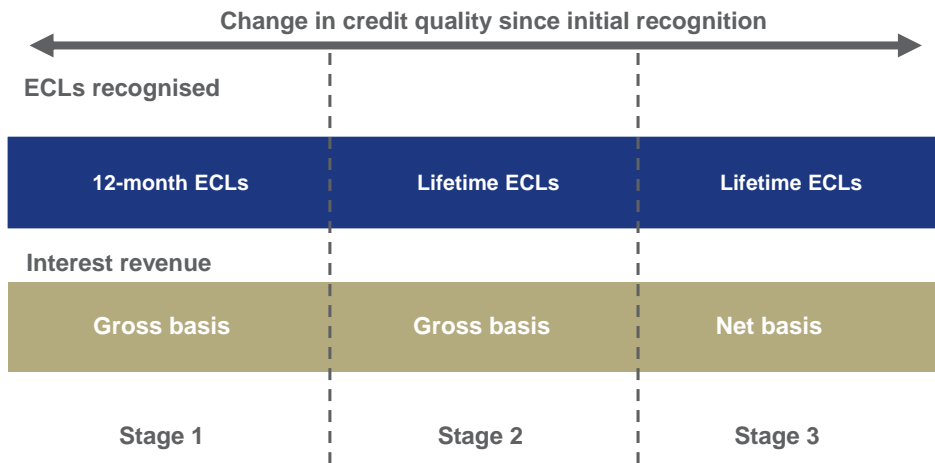 Change in credit quality since initial recognition
ECLs recognised
12-month ECLs Lifetime ECLs Lifetime ECLs
Interest revenue
Gross basis Gross basis Net basis
Stage 1 Stage 2 Stage 3